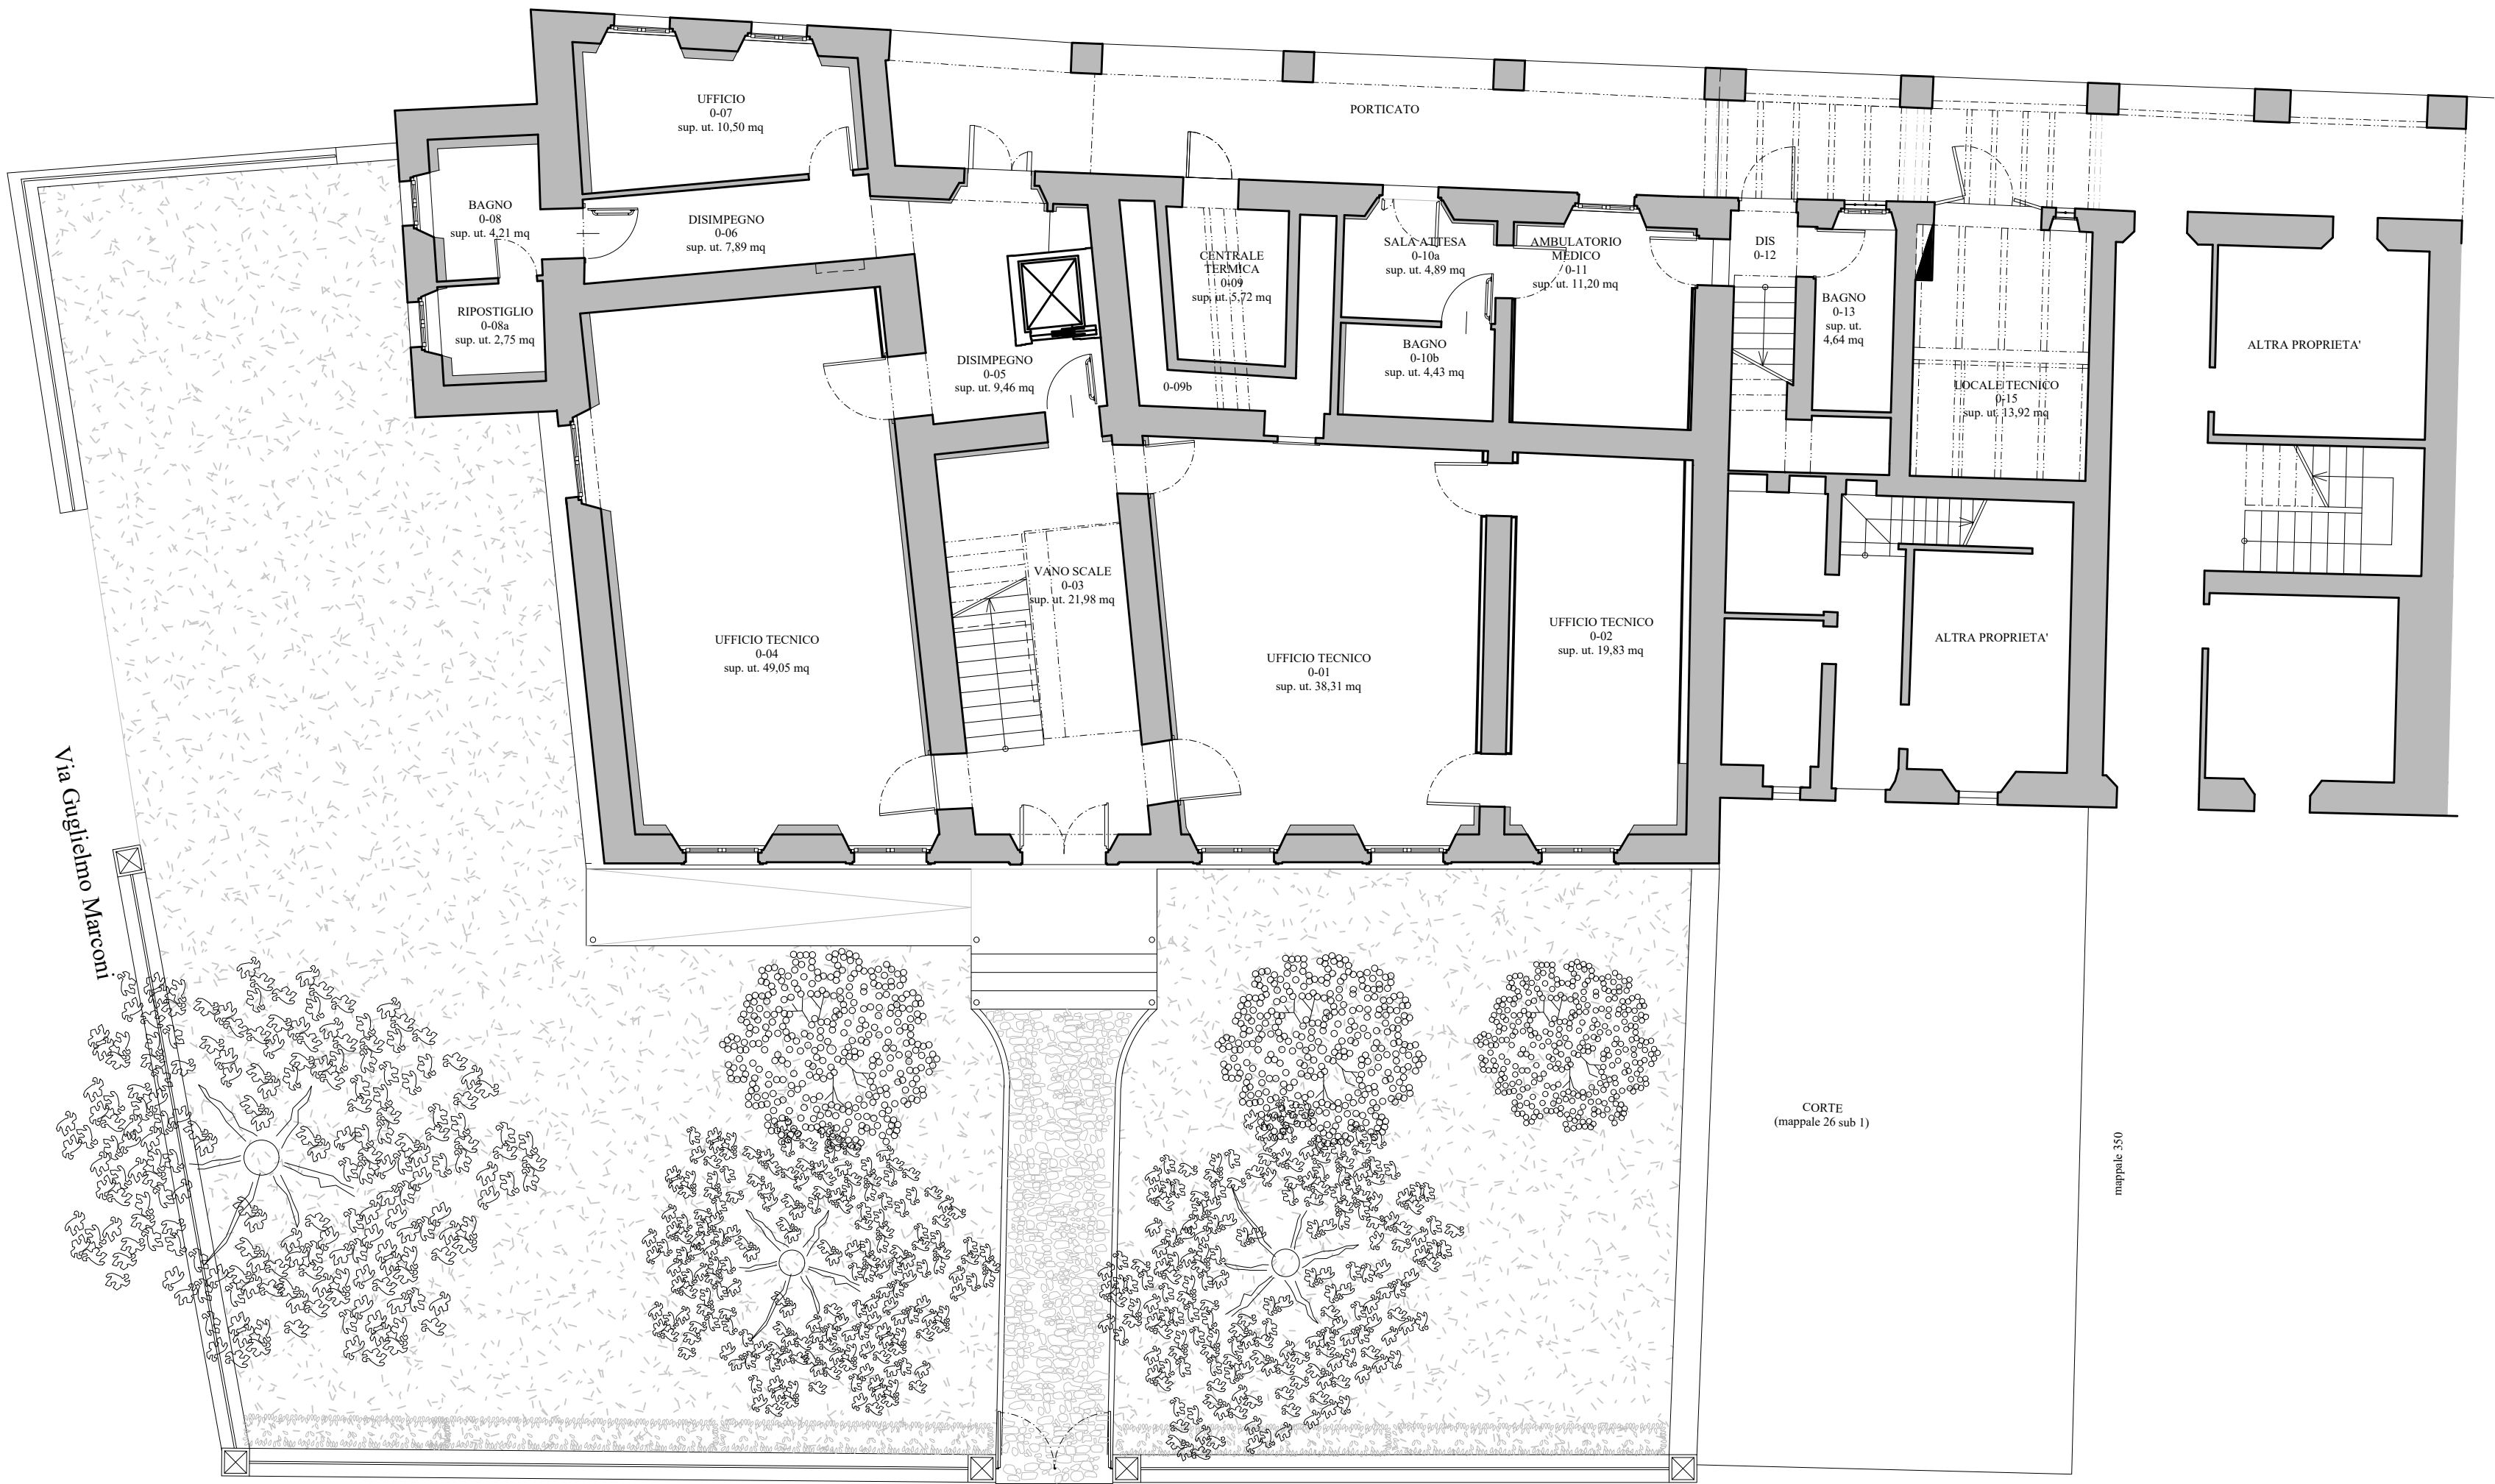 UFFICIO
0-07
sup. ut. 10,50 mq
PORTICATO
BAGNO
0-08
sup. ut. 4,21 mq
DISIMPEGNO
0-06
sup. ut. 7,89 mq
RIPOSTIGLIO
0-08a
sup. ut. 2,75 mq
CENTRALE
TERMICA
0-09
sup. ut. 5,72 mq
SALA ATTESA
0-10a
sup. ut. 4,89 mq
AMBULATORIO
MEDICO
0-11
sup. ut. 11,20 mq
DIS
0-12
BAGNO
0-13
sup. ut.
4,64 mq
DISIMPEGNO
0-05
sup. ut. 9,46 mq
0-09b
BAGNO
0-10b
sup. ut. 4,43 mq
LOCALE TECNICO
0-15
sup. ut. 13,92 mq
ALTRA PROPRIETA'
VANO SCALE
0-03
sup. ut. 21,98 mq
UFFICIO TECNICO
0-04
sup. ut. 49,05 mq
UFFICIO TECNICO
0-01
sup. ut. 38,31 mq
UFFICIO TECNICO
0-02
sup. ut. 19,83 mq
ALTRA PROPRIETA'
Via Guglielmo Marconi
CORTE
(mappale 26 sub 1)
mappale 350